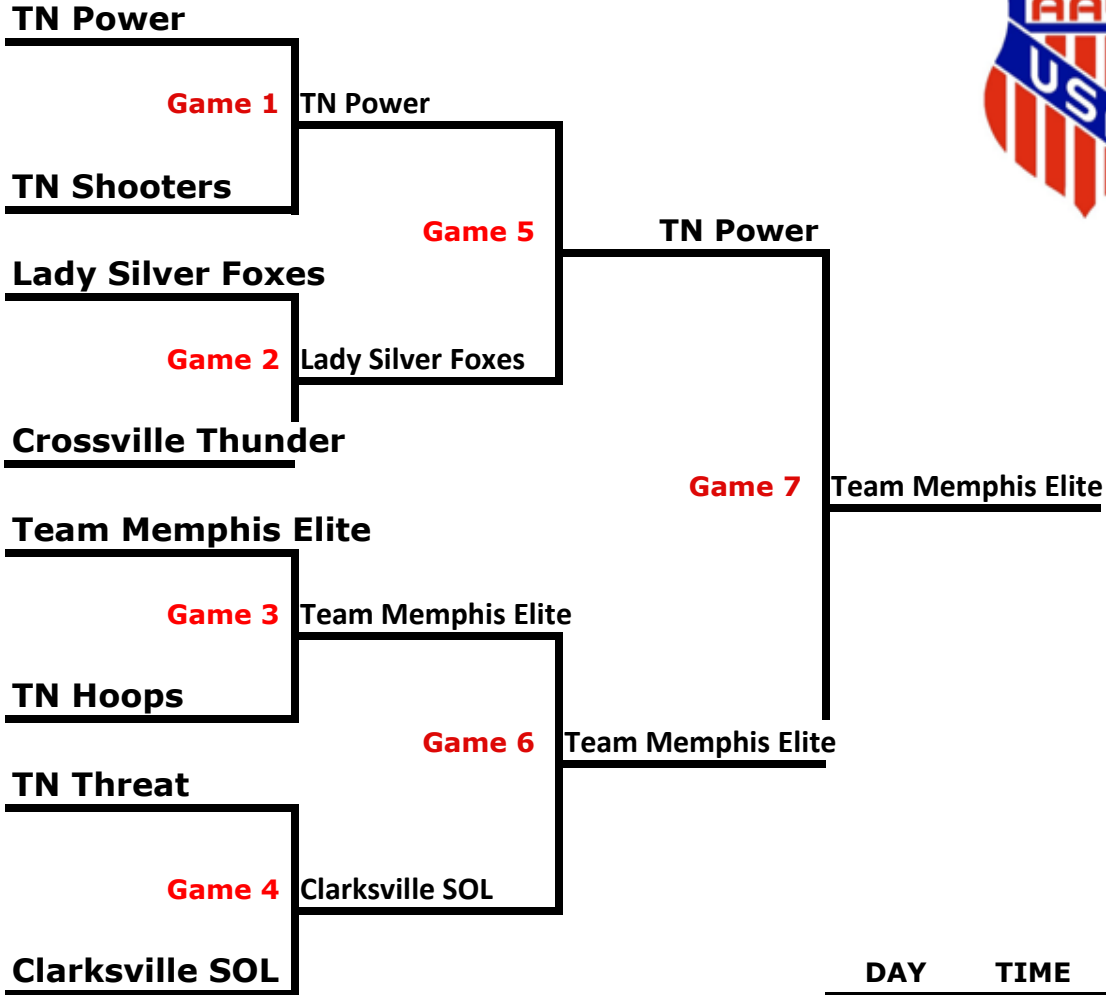 TN Power
Game 1 TN Power
TN Shooters
Game 5 TN Power
Lady Silver Foxes
Game 2 Lady Silver Foxes
Crossville Thunder
Game 7 Team Memphis Elite
Team Memphis Elite
Game 3 Team Memphis Elite
TN Hoops
Game 6 Team Memphis Elite
TN Threat
Game 4 Clarksville SOL
Clarksville SOL
DAY TIME